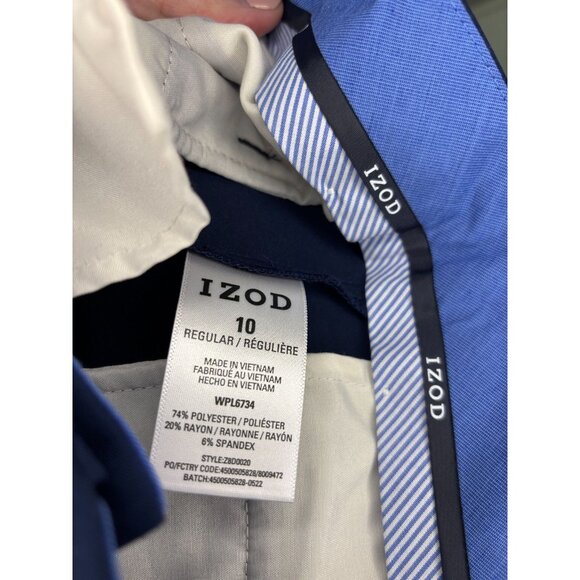 IZOD
IZOD
IZOD
10
REGULAR / RÉGULIÈRE
MADE IN VIETNAM
FABRIQUÉ AU VIETNAM
HECHO EN VIETNAM
WPL6734
74% POLYESTER / POLIÉSTER
20% RAYON / RAYONNE / RAYÓN
6% SPANDEX
STYLE:Z8D0020
PO/FCTRY CODE:4500505828/8009472
BATCH:4500505828-0522